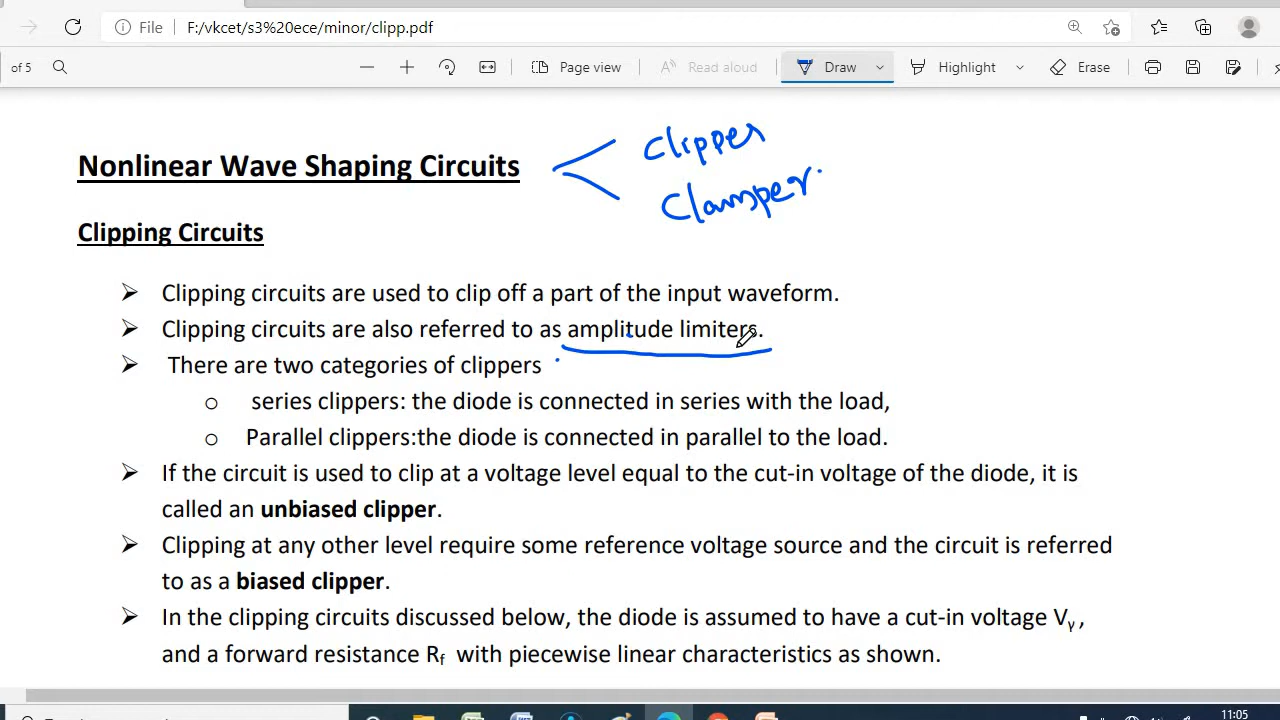 File F:/vkcet/s3%20ece/minor/clipp.pdf
of 5 Page view Read aloud Draw Highlight Erase
Nonlinear Wave Shaping Circuits
Clipper
Clamper.
Clipping Circuits
➢ Clipping circuits are used to clip off a part of the input waveform.
➢ Clipping circuits are also referred to as amplitude limiters.
➢ There are two categories of clippers
o series clippers: the diode is connected in series with the load,
o Parallel clippers:the diode is connected in parallel to the load.
➢ If the circuit is used to clip at a voltage level equal to the cut-in voltage of the diode, it is
called an unbiased clipper.
➢ Clipping at any other level require some reference voltage source and the circuit is referred
to as a biased clipper.
➢ In the clipping circuits discussed below, the diode is assumed to have a cut-in voltage Vγ ,
and a forward resistance Rf with piecewise linear characteristics as shown.
11:05